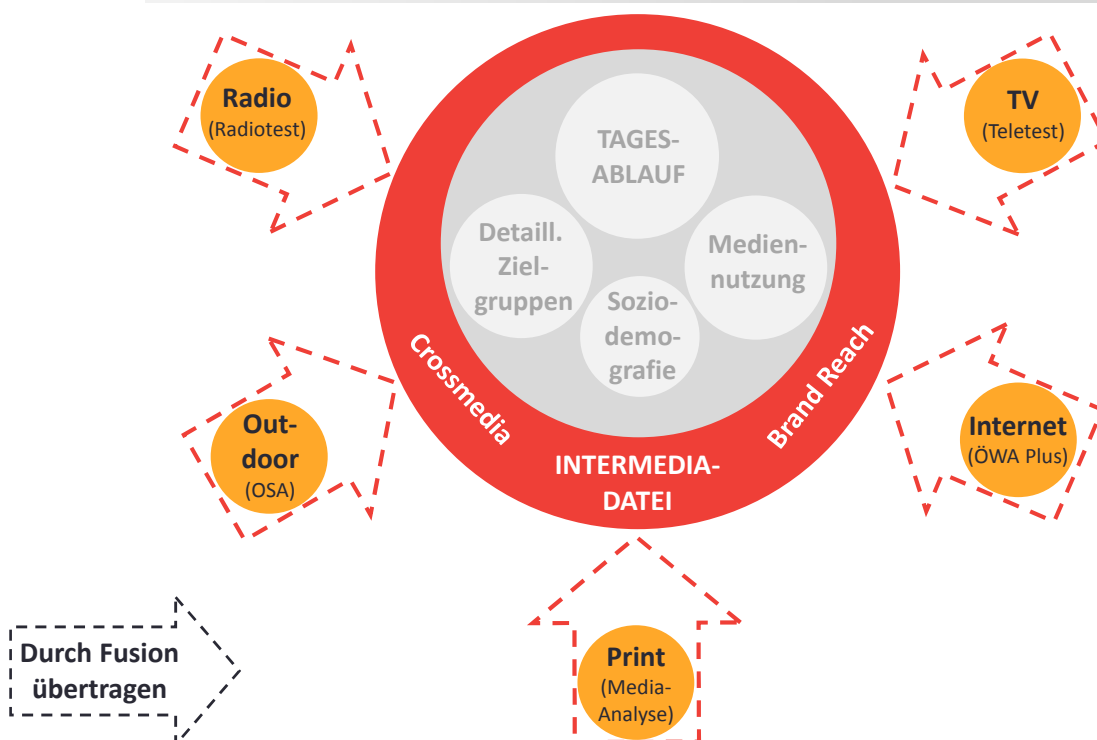 Radio
(Radiotest)
TV
(Teletest)
TAGES-
ABLAUF
Detaill.
Ziel-
gruppen
Medien-
nutzung
Sozio-
demo-
grafie
Crossmedia
Brand Reach
INTERMEDIA-
DATEI
Out-
door
(OSA)
Internet
(ÖWA Plus)
Durch Fusion
übertragen
Print
(Media-
Analyse)